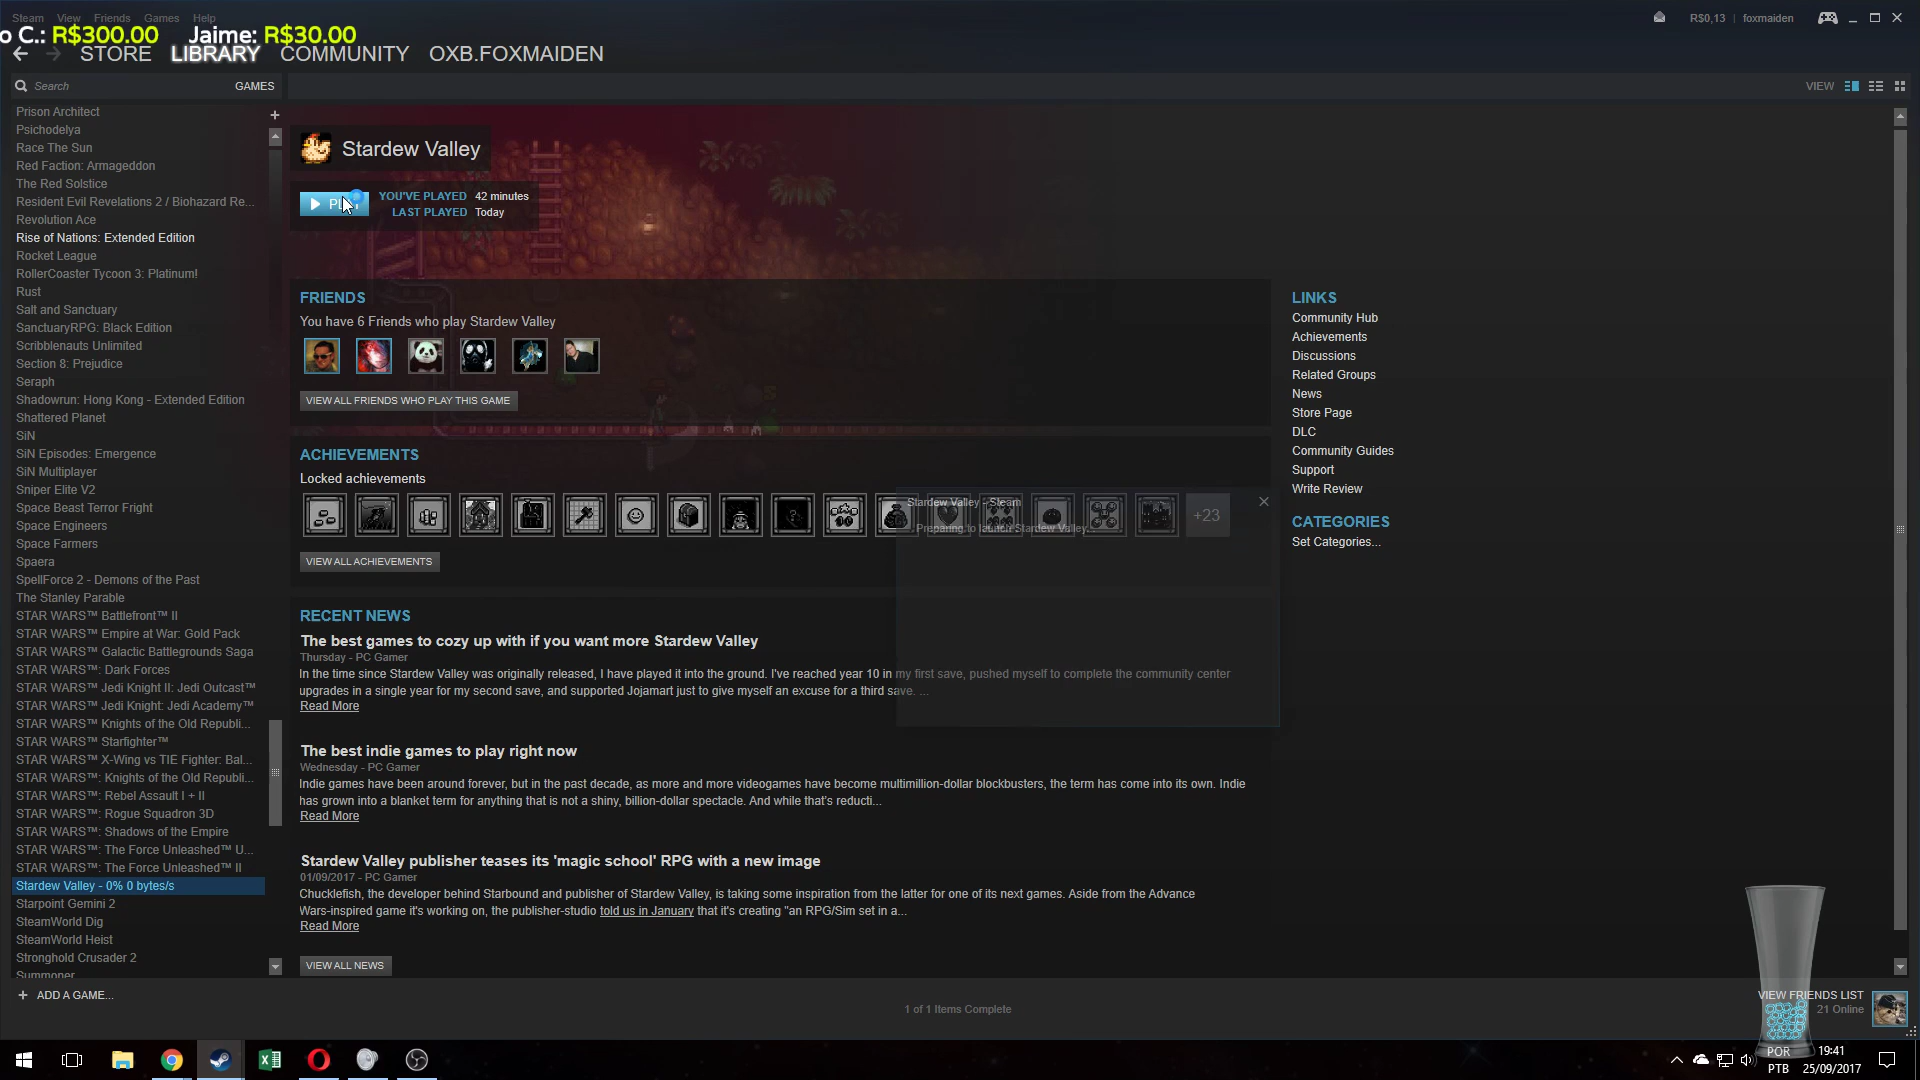 Steam View Friends Games Help
R$0,13 foxmaiden
o C.: R$300.00 Jaime: R$30.00
STORE LIBRARY COMMUNITY OXB.FOXMAIDEN
Search GAMES
VIEW
Prison Architect
Psichodelya
Race The Sun
Red Faction: Armageddon
The Red Solstice
Resident Evil Revelations 2 / Biohazard Re...
Revolution Ace
Rise of Nations: Extended Edition
Rocket League
RollerCoaster Tycoon 3: Platinum!
Rust
Salt and Sanctuary
SanctuaryRPG: Black Edition
Scribblenauts Unlimited
Section 8: Prejudice
Seraph
Shadowrun: Hong Kong - Extended Edition
Shattered Planet
SiN
SiN Episodes: Emergence
SiN Multiplayer
Sniper Elite V2
Space Beast Terror Fright
Space Engineers
Space Farmers
Spaera
SpellForce 2 - Demons of the Past
The Stanley Parable
STAR WARS™ Battlefront™ II
STAR WARS™ Empire at War: Gold Pack
STAR WARS™ Galactic Battlegrounds Saga
STAR WARS™: Dark Forces
STAR WARS™ Jedi Knight II: Jedi Outcast™
STAR WARS™ Jedi Knight: Jedi Academy™
STAR WARS™ Knights of the Old Republi...
STAR WARS™ Starfighter™
STAR WARS™ X-Wing vs TIE Fighter: Bal...
STAR WARS™: Knights of the Old Republi...
STAR WARS™: Rebel Assault I + II
STAR WARS™: Rogue Squadron 3D
STAR WARS™: Shadows of the Empire
STAR WARS™: The Force Unleashed™ U...
STAR WARS™: The Force Unleashed™ II
Stardew Valley - 0% 0 bytes/s
Starpoint Gemini 2
SteamWorld Dig
SteamWorld Heist
Stronghold Crusader 2
Summoner
+ ADD A GAME...
Stardew Valley
YOU'VE PLAYED 42 minutes
LAST PLAYED Today
FRIENDS
You have 6 Friends who play Stardew Valley
VIEW ALL FRIENDS WHO PLAY THIS GAME
ACHIEVEMENTS
Locked achievements
+23
VIEW ALL ACHIEVEMENTS
Stardew Valley - Steam
Preparing to launch Stardew Valley...
RECENT NEWS
The best games to cozy up with if you want more Stardew Valley
Thursday - PC Gamer
In the time since Stardew Valley was originally released, I have played it into the ground. I've reached year 10 in my first save, pushed myself to complete the community center
upgrades in a single year for my second save, and supported Jojamart just to give myself an excuse for a third save. ...
Read More
The best indie games to play right now
Wednesday - PC Gamer
Indie games have been around forever, but in the past decade, as more and more videogames have become multimillion-dollar blockbusters, the term has come into its own. Indie
has grown into a blanket term for anything that is not a shiny, billion-dollar spectacle. And while that's reducti...
Read More
Stardew Valley publisher teases its 'magic school' RPG with a new image
01/09/2017 - PC Gamer
Chucklefish, the developer behind Starbound and publisher of Stardew Valley, is taking some inspiration from the latter for one of its next games. Aside from the Advance
Wars-inspired game it's working on, the publisher-studio told us in January that it's creating "an RPG/Sim set in a...
Read More
VIEW ALL NEWS
LINKS
Community Hub
Achievements
Discussions
Related Groups
News
Store Page
DLC
Community Guides
Support
Write Review
CATEGORIES
Set Categories...
1 of 1 Items Complete
VIEW FRIENDS LIST
21 Online
POR
PTB
19:41
25/09/2017